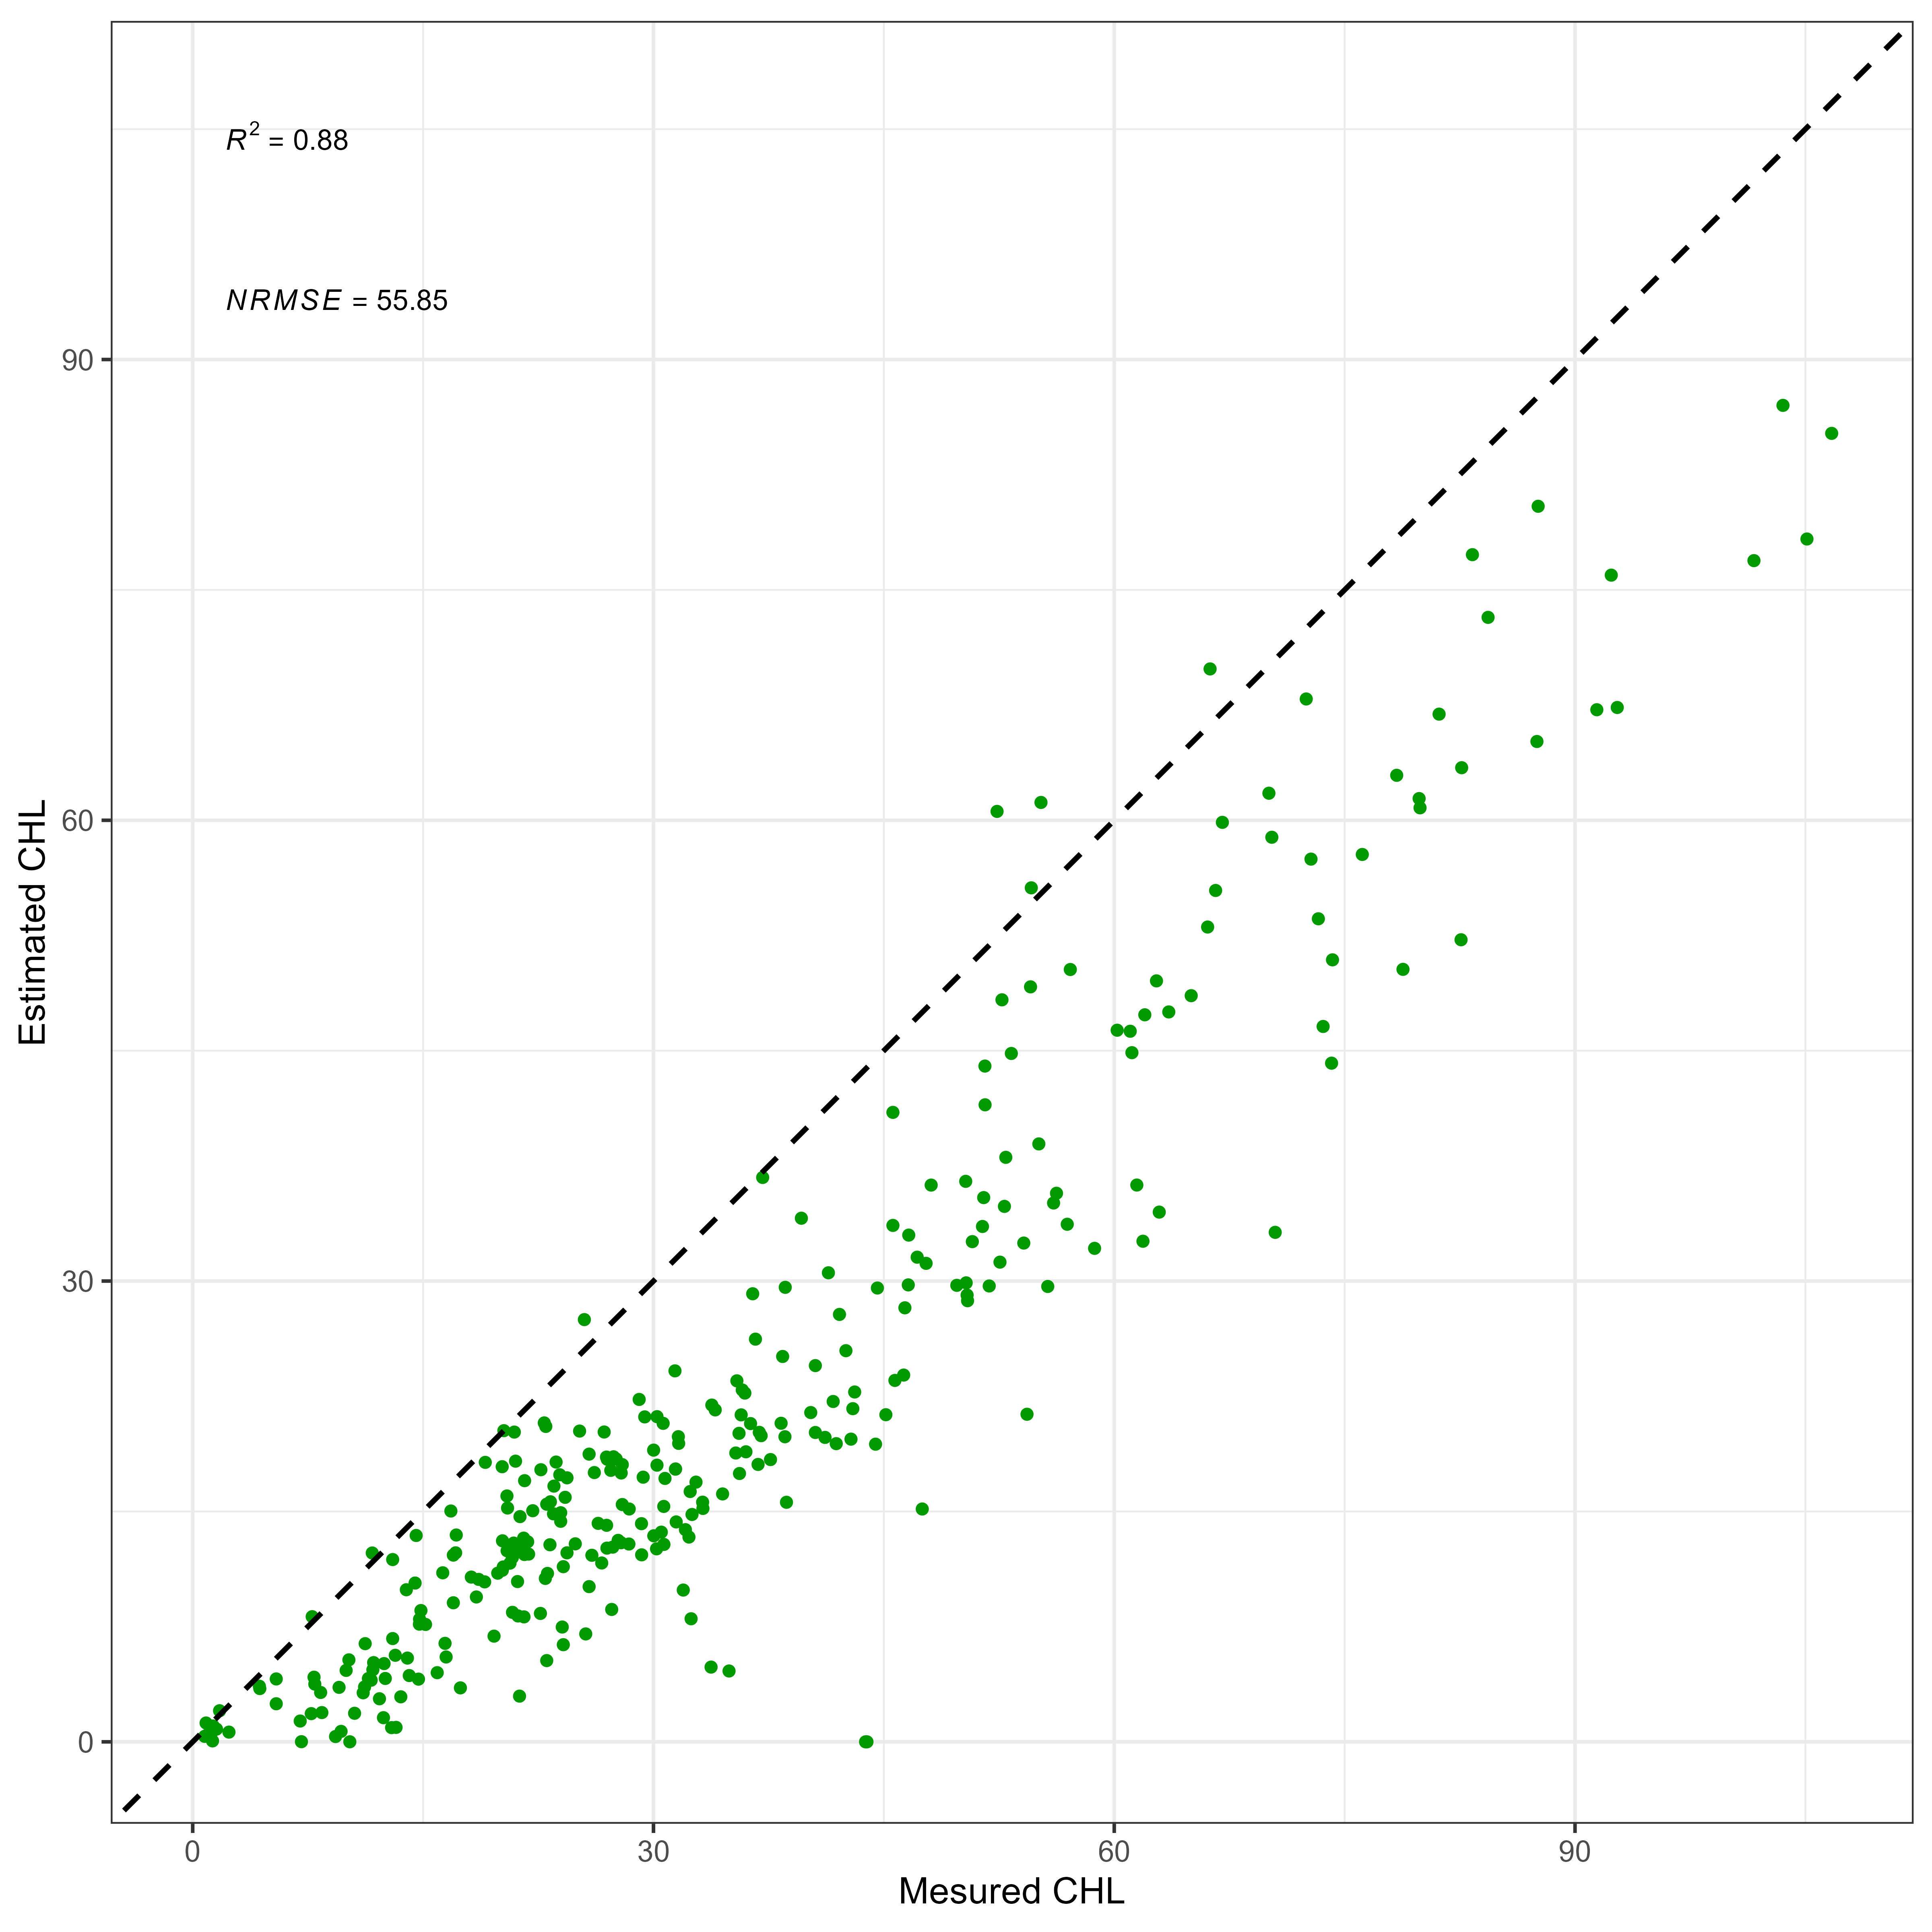 R² = 0.88
NRMSE = 55.85
90
60
30
0
Estimated CHL
0 30 60 90
Mesured CHL